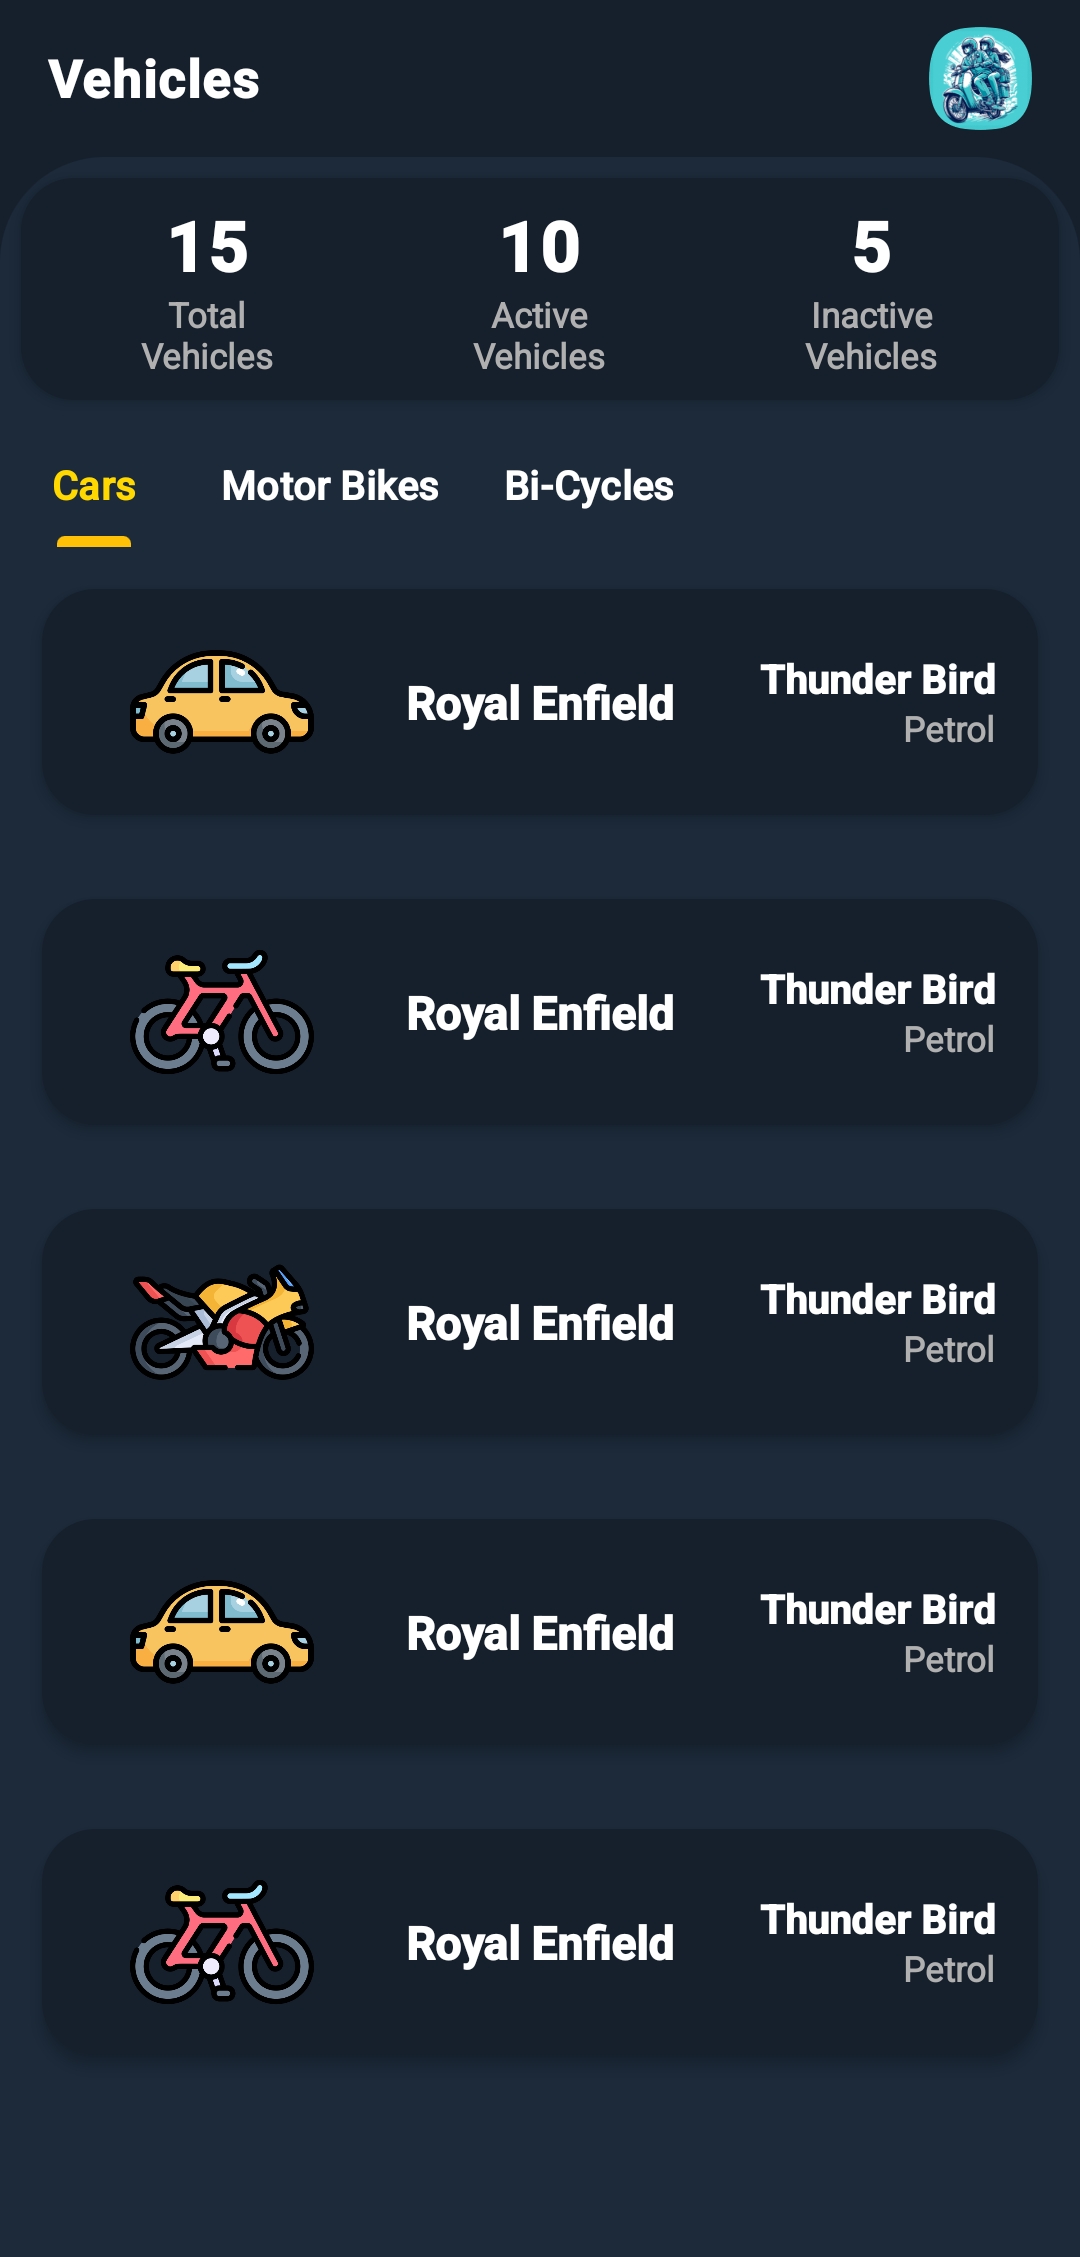 Vehicles
15
10
5
Total
Vehicles
Active
Vehicles
Inactive
Vehicles
Cars
Motor Bikes
Bi-Cycles
Royal Enfield
Thunder Bird
Petrol
Royal Enfield
Thunder Bird
Petrol
Royal Enfield
Thunder Bird
Petrol
Royal Enfield
Thunder Bird
Petrol
Royal Enfield
Thunder Bird
Petrol